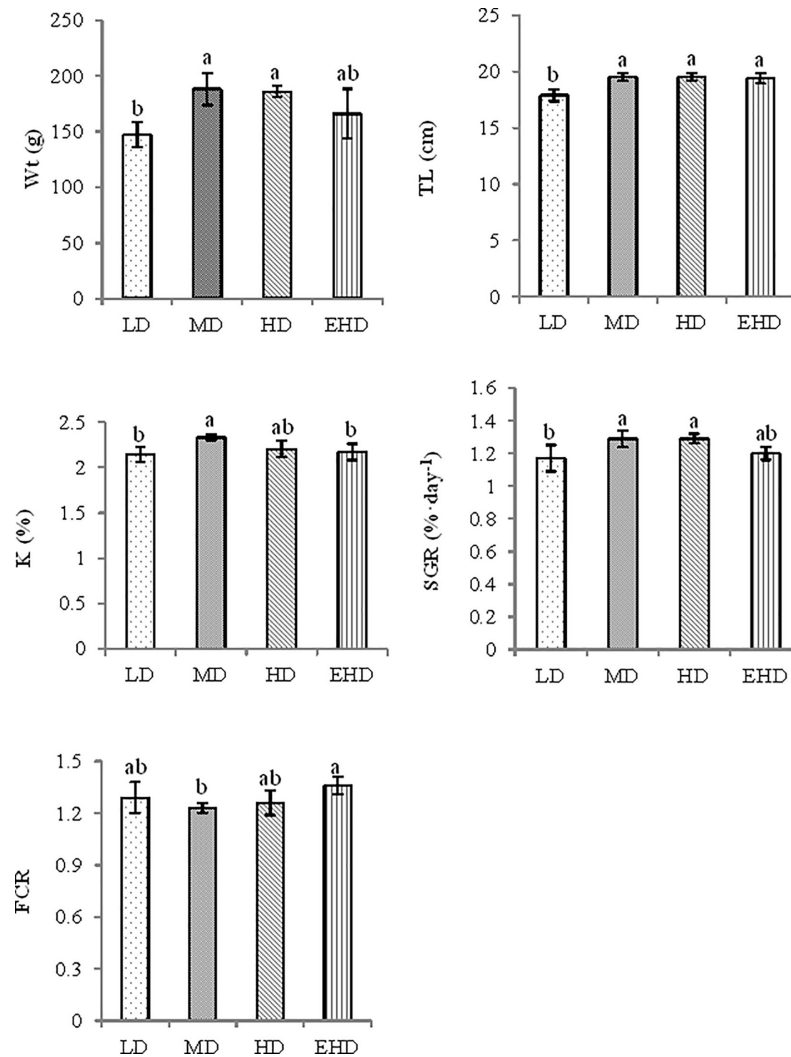 250
200
150
100
50
0
Wt (g)
b
a
a
ab
LD MD HD EHD
25
20
15
10
5
0
TL (cm)
b
a
a
a
LD MD HD EHD
2.5
2
1.5
1
0.5
0
K (%)
b
a
ab
b
LD MD HD EHD
1.6
1.4
1.2
1
0.8
0.6
0.4
0.2
0
SGR (%·day⁻¹)
b
a
a
ab
LD MD HD EHD
1.5
1.2
0.9
0.6
0.3
0
FCR
ab
b
ab
a
LD MD HD EHD